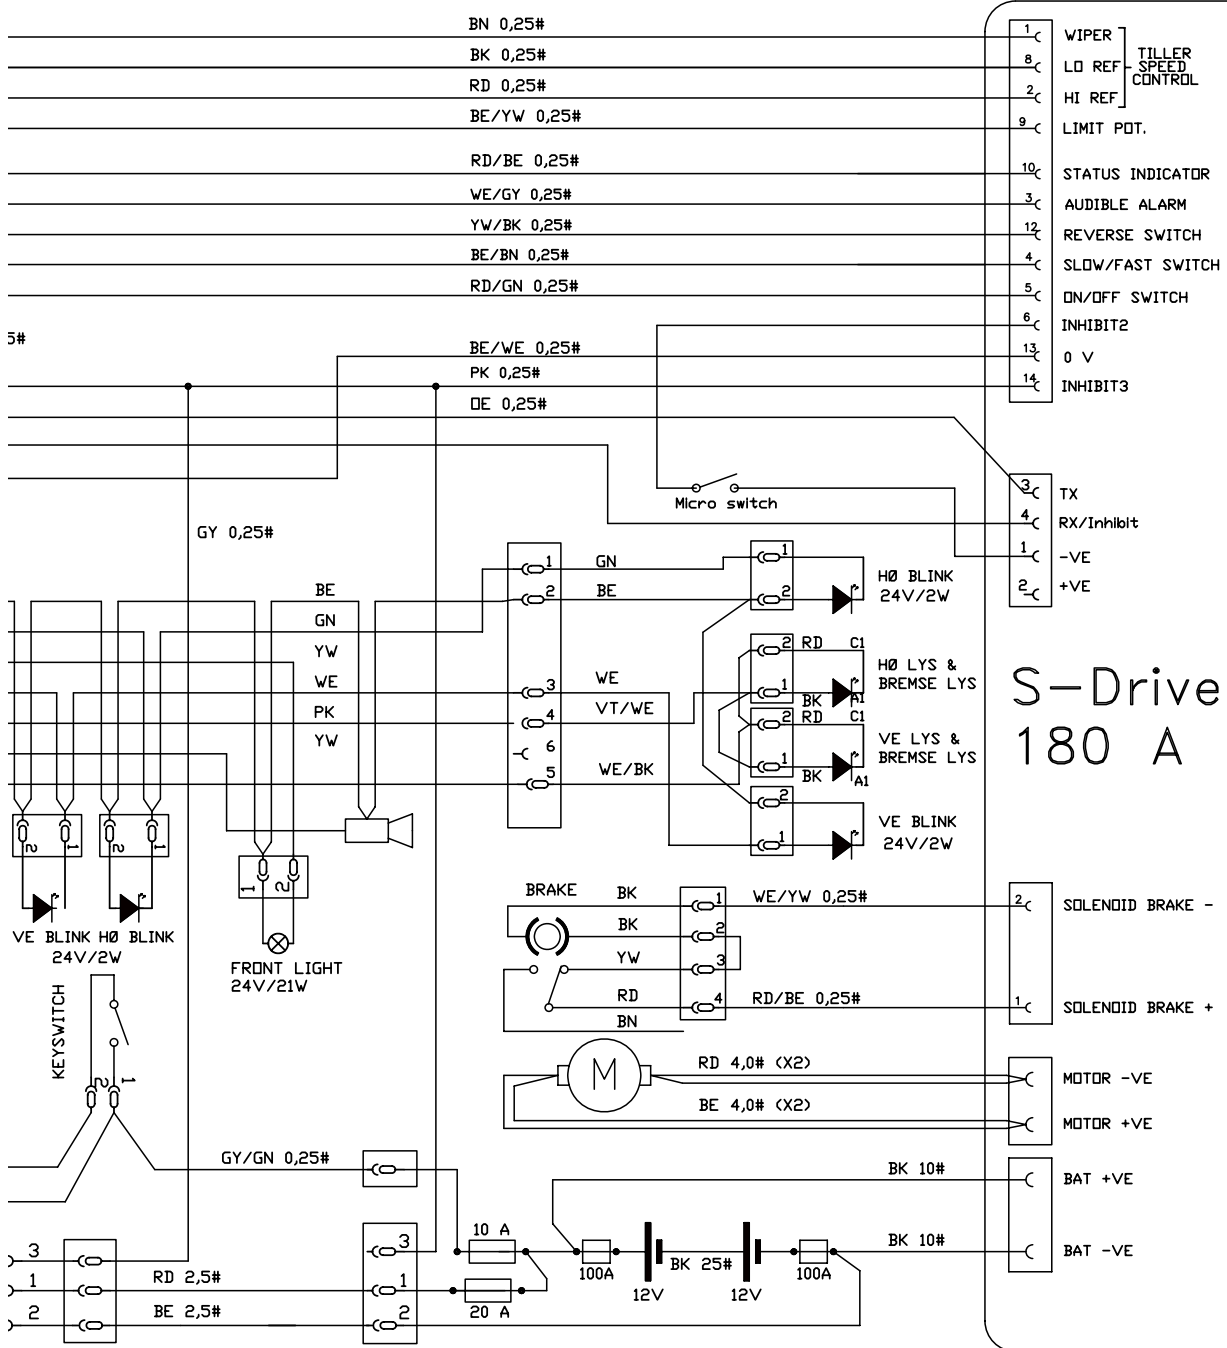 BN 0,25#
1 WIPER
BK 0,25#
8 LO REF
TILLER
SPEED
CONTROL
RD 0,25#
2 HI REF
BE/YW 0,25#
9 LIMIT POT.
RD/BE 0,25#
10 STATUS INDICATOR
WE/GY 0,25#
3 AUDIBLE ALARM
YW/BK 0,25#
12 REVERSE SWITCH
BE/BN 0,25#
4 SLOW/FAST SWITCH
RD/GN 0,25#
5 ON/OFF SWITCH
6 INHIBIT2
5#
BE/WE 0,25#
13 0 V
PK 0,25#
14 INHIBIT3
OE 0,25#
3 TX
Micro switch
4 RX/Inhibit
1 -VE
2 +VE
GY 0,25#
BE
GN
YW
WE
PK
YW
1 GN
2 BE
3 WE
4 VT/WE
6
5 WE/BK
1
2
HØ BLINK
24V/2W
2 RD C1
1 BK A1
HØ LYS &
BREMSE LYS
2 RD C1
1 BK A1
VE LYS &
BREMSE LYS
2
1
VE BLINK
24V/2W
S-Drive
180 A
2 1
2 1
VE BLINK HØ BLINK
24V/2W
1 2
FRONT LIGHT
24V/21W
BRAKE
BK 1 WE/YW 0,25#
BK 2
YW 3
RD 4 RD/BE 0,25#
BN
2 SOLENOID BRAKE -
1 SOLENOID BRAKE +
KEYSWITCH
2 1
M
RD 4,0# (X2)
MOTOR -VE
BE 4,0# (X2)
MOTOR +VE
GY/GN 0,25#
BK 10#
BAT +VE
10 A
BK 10#
BAT -VE
3
3
100A
BK 25#
100A
12V
12V
1
RD 2,5#
1
20 A
2
BE 2,5#
2